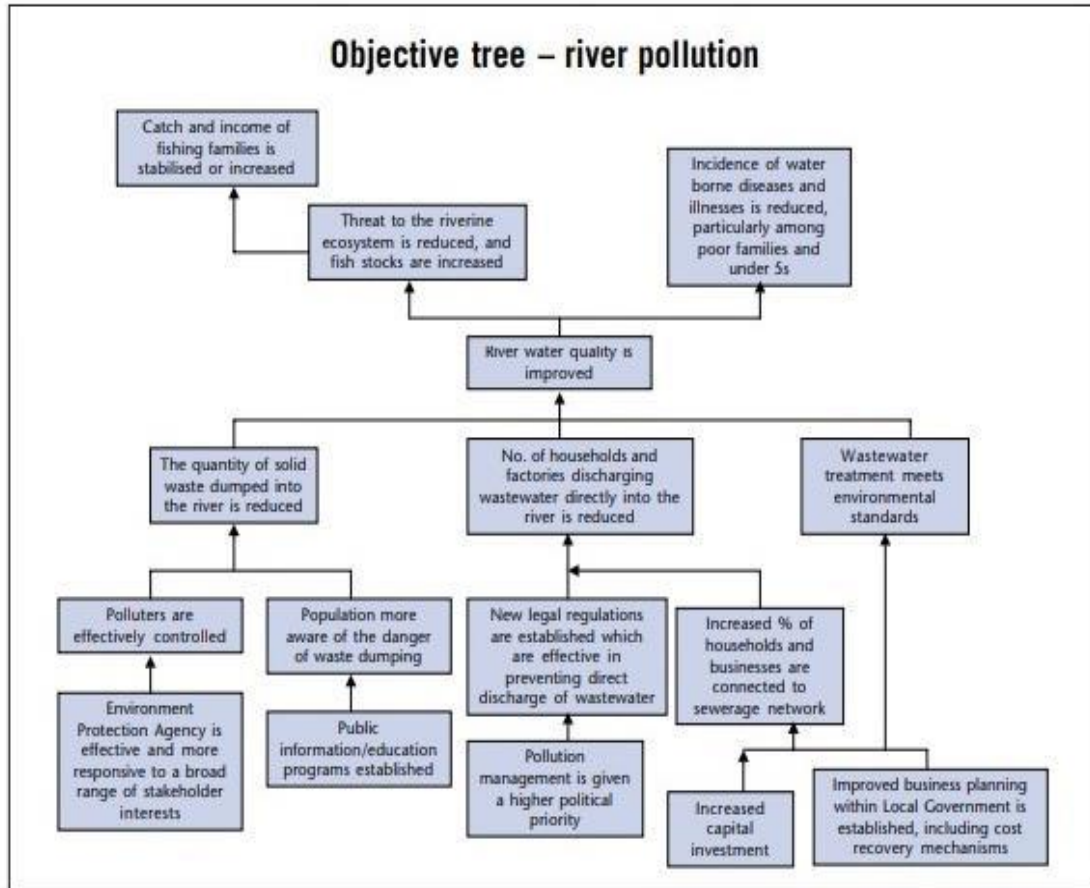 Objective tree – river pollution
Catch and income of
fishing families is
stabilised or increased
Incidence of water
borne diseases and
illnesses is reduced,
particularly among
poor families and
under 5s
Threat to the riverine
ecosystem is reduced, and
fish stocks are increased
River water quality is
improved
The quantity of solid
waste dumped into
the river is reduced
No. of households and
factories discharging
wastewater directly into the
river is reduced
Wastewater
treatment meets
environmental
standards
Polluters are
effectively controlled
Population more
aware of the danger
of waste dumping
New legal regulations
are established which
are effective in
preventing direct
discharge of wastewater
Increased % of
households and
businesses are
connected to
sewerage network
Environment
Protection Agency is
effective and more
responsive to a broad
range of stakeholder
interests
Public
information/education
programs established
Pollution
management is given
a higher political
priority
Increased
capital
investment
Improved business planning
within Local Government is
established, including cost
recovery mechanisms